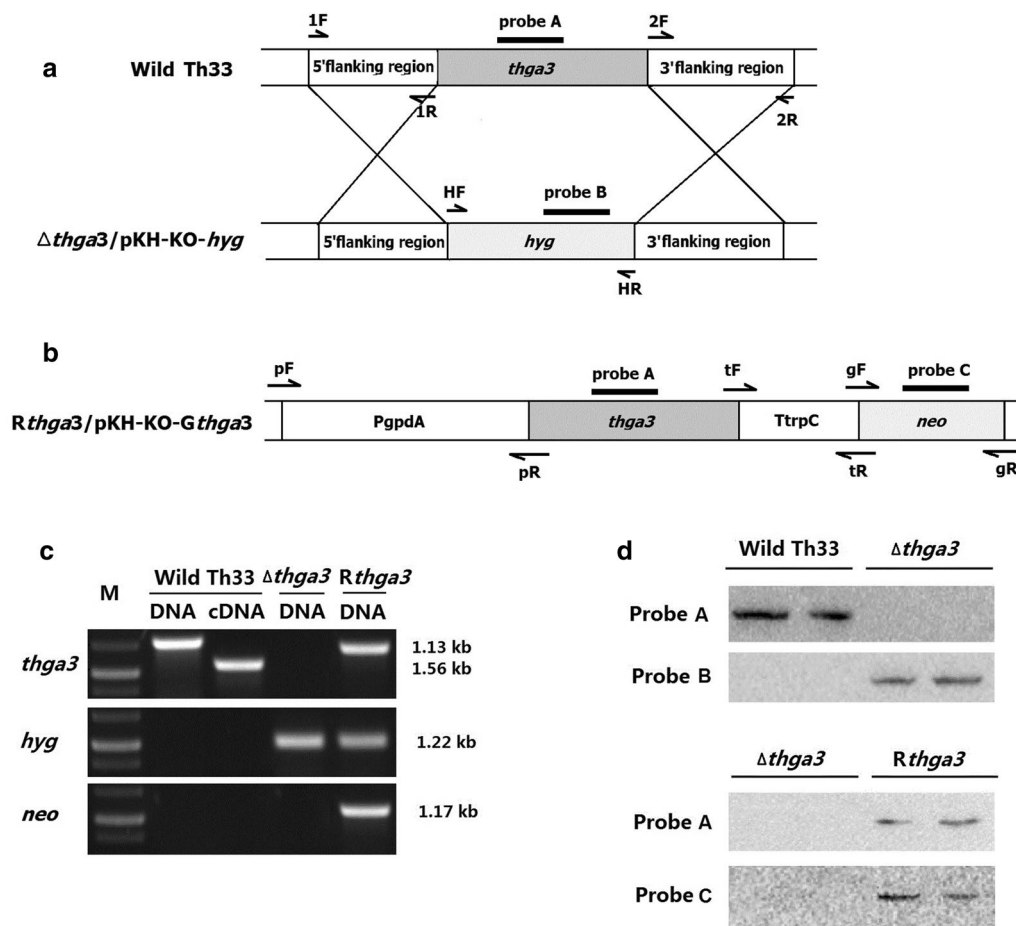 a
1F
probe A
2F
Wild Th33
5'flanking region
thga3
3'flanking region
1R
2R
HF
probe B
Δthga3/pKH-KO-hyg
5'flanking region
hyg
3'flanking region
HR
b
pF
probe A
tF
gF
probe C
Rthga3/pKH-KO-Gthga3
PgpdA
thga3
TtrpC
neo
pR
tR
gR
c
M
Wild Th33
Δthga3
Rthga3
DNA
cDNA
DNA
DNA
thga3
1.13 kb
1.56 kb
hyg
1.22 kb
neo
1.17 kb
d
Wild Th33
Δthga3
Probe A
Probe B
Δthga3
Rthga3
Probe A
Probe C